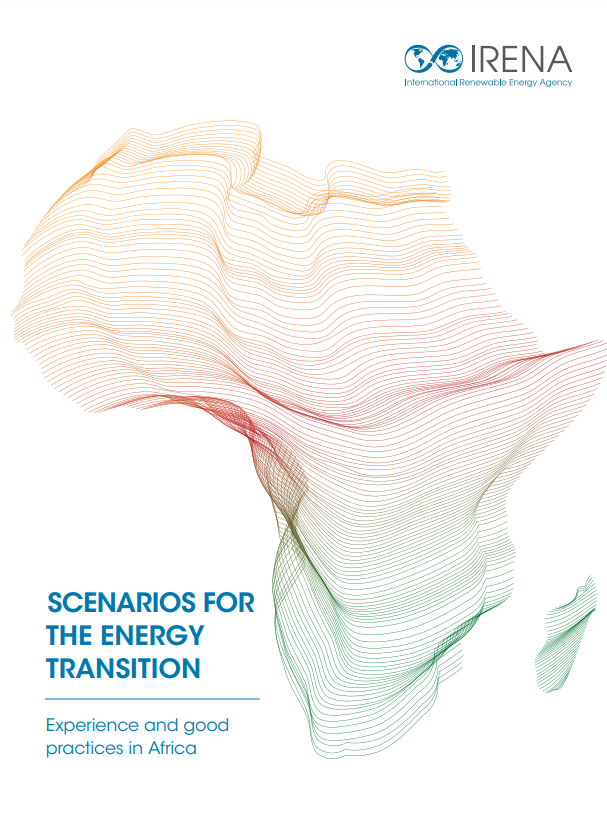 IRENA
International Renewable Energy Agency
SCENARIOS FOR
THE ENERGY
TRANSITION
Experience and good
practices in Africa